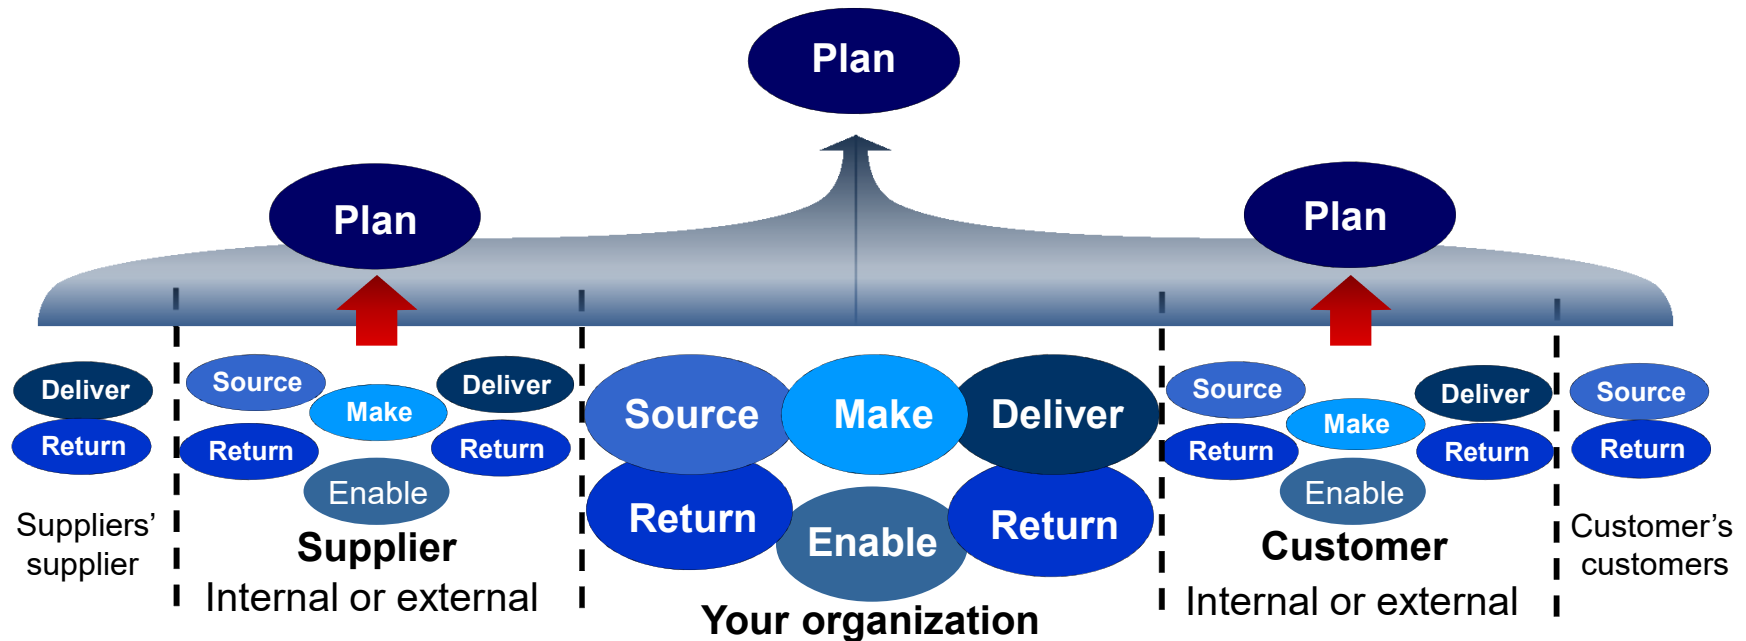 Plan
Plan
Plan
Deliver
Return
Suppliers’
supplier
Source
Make
Deliver
Return
Return
Enable
Supplier
Internal or external
Source
Make
Deliver
Return
Enable
Return
Your organization
Source
Make
Deliver
Return
Return
Enable
Customer
Internal or external
Source
Return
Customer’s
customers